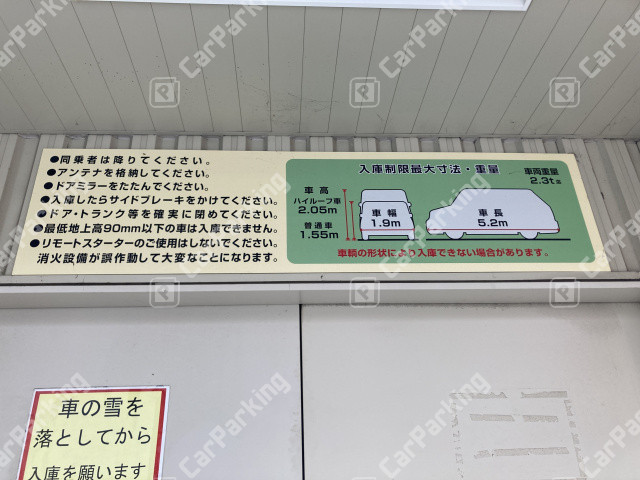 ●同乗者は降りてください。
●アンテナを格納してください。
●ドアミラーをたたんでください。
●入庫したらサイドブレーキをかけてください。
●ドア・トランク等を確実に閉めてください。
●最低地上高90mm以下の車は入庫できません。
●リモートスターターのご使用はしないでください。
消火設備が誤作動して大変なことになります。
入庫制限最大寸法・重量
車両重量
2.3t
車高
ハイルーフ車
2.05m
普通車
1.55m
車幅
1.9m
車長
5.2m
車輌の形状により入庫できない場合があります。
車の雪を
落としてから
入庫を願います
CarParking